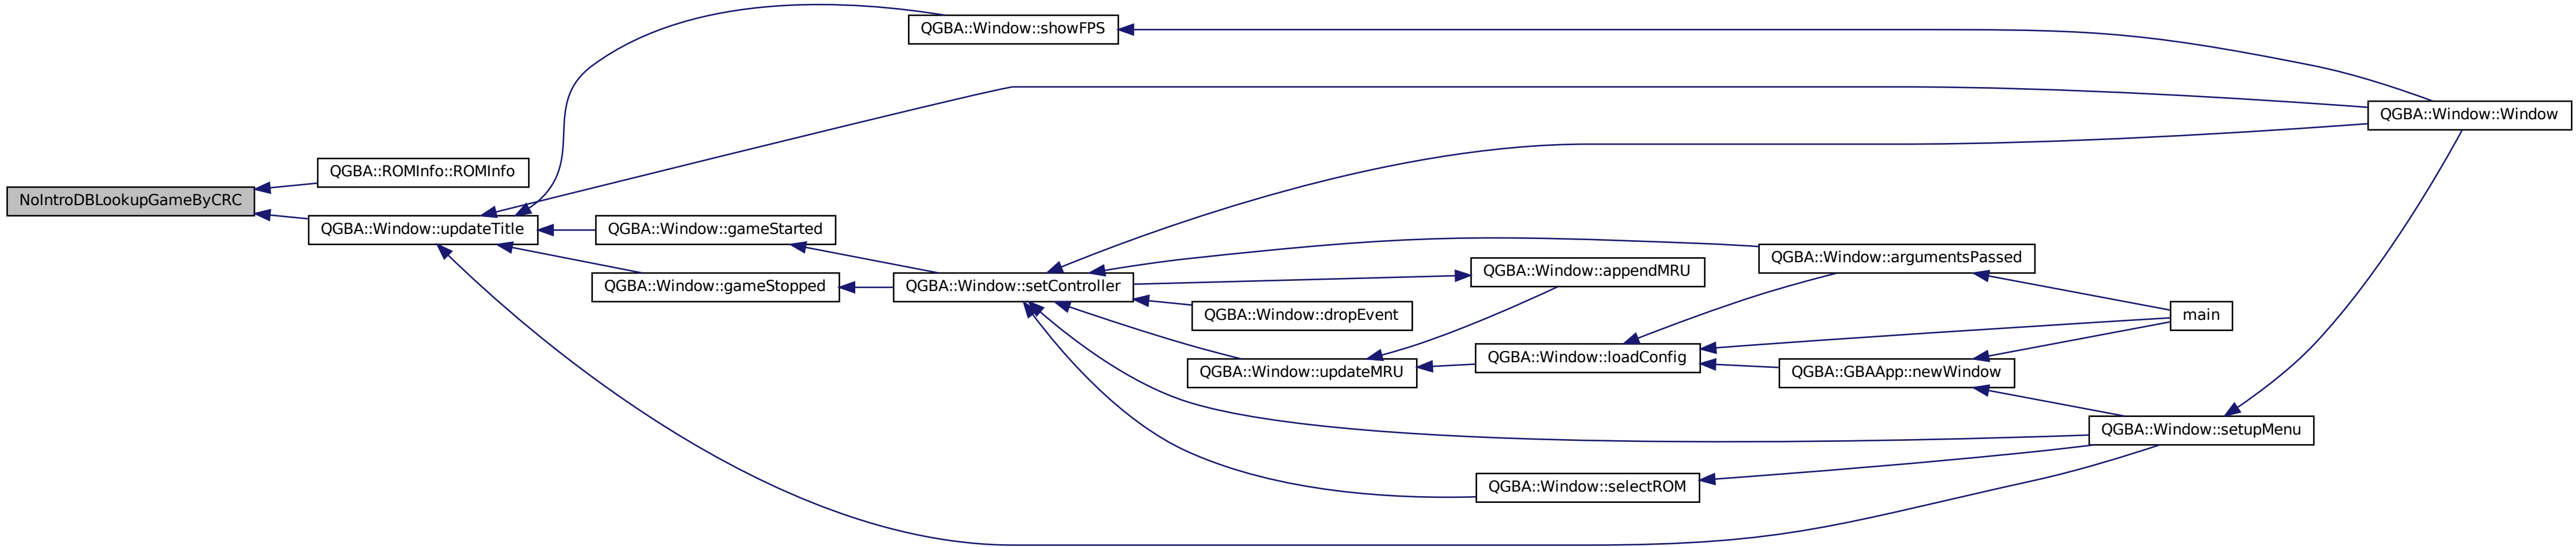 QGBA::Window::showFPS
QGBA::Window::Window
QGBA::ROMInfo::ROMInfo
NoIntroDBLookupGameByCRC
QGBA::Window::updateTitle
QGBA::Window::gameStarted
QGBA::Window::argumentsPassed
QGBA::Window::appendMRU
QGBA::Window::gameStopped
QGBA::Window::setController
QGBA::Window::dropEvent
main
QGBA::Window::loadConfig
QGBA::Window::updateMRU
QGBA::GBAApp::newWindow
QGBA::Window::setupMenu
QGBA::Window::selectROM